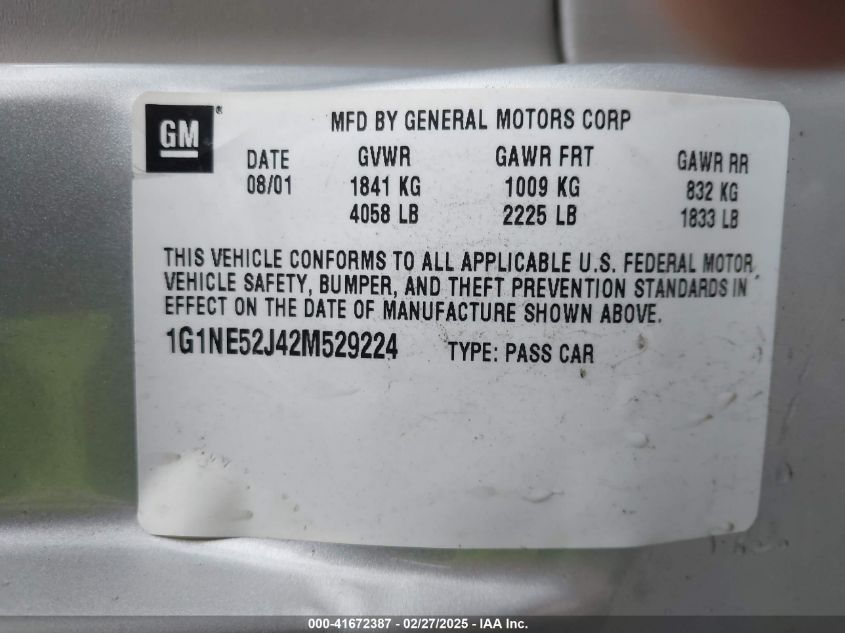 GM®
MFD BY GENERAL MOTORS CORP
DATE GVWR GAWR FRT GAWR RR
08/01 1841 KG 1009 KG 832 KG
4058 LB 2225 LB 1833 LB
THIS VEHICLE CONFORMS TO ALL APPLICABLE U.S. FEDERAL MOTOR
VEHICLE SAFETY, BUMPER, AND THEFT PREVENTION STANDARDS IN
EFFECT ON THE DATE OF MANUFACTURE SHOWN ABOVE.
1G1NE52J42M529224 TYPE: PASS CAR
000-41672387 - 02/27/2025 - IAA Inc.